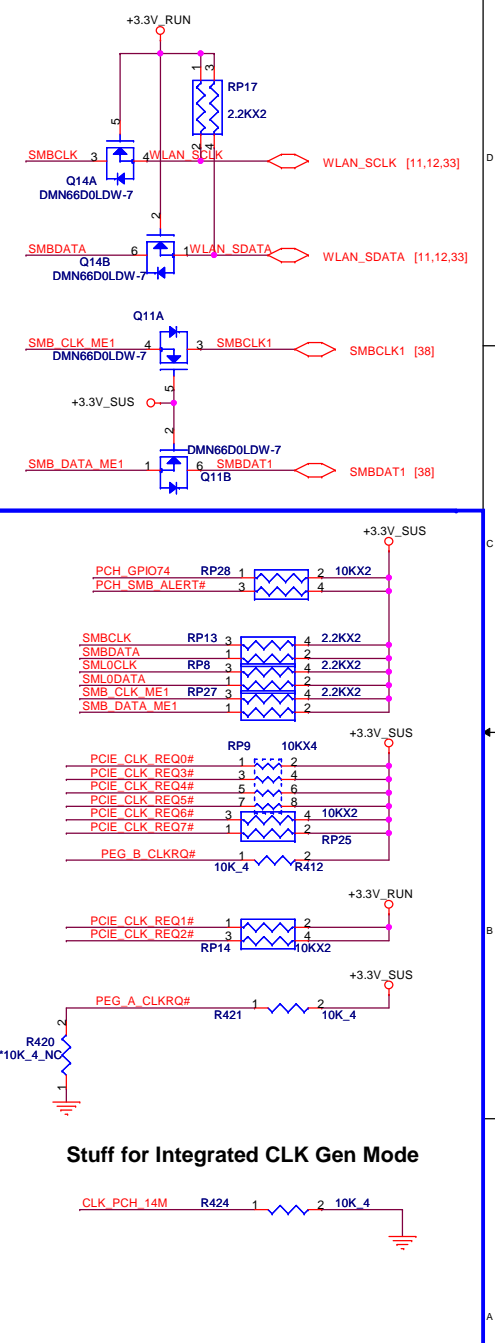 +3.3V_RUN
1 3 RP17
2.2KX2
5
2 4
SMBCLK 3 4 WLAN_SCLK WLAN_SCLK [11,12,33]
D
Q14A
DMN66D0LDW-7
2
SMBDATA 6 1 WLAN_SDATA WLAN_SDATA [11,12,33]
Q14B
DMN66D0LDW-7
Q11A
SMB_CLK_ME1 4 3 SMBCLK1 SMBCLK1 [38]
DMN66D0LDW-7
5
+3.3V_SUS
2
DMN66D0LDW-7
SMB_DATA_ME1 1 6 SMBDAT1 SMBDAT1 [38]
Q11B
+3.3V_SUS
C
PCH_GPIO74 RP28 1 2 10KX2
PCH_SMB_ALERT# 3 4
SMBCLK RP13 3 4 2.2KX2
SMBDATA 1 2
SML0CLK RP8 3 4 2.2KX2
SML0DATA 1 2
SMB_CLK_ME1 RP27 3 4 2.2KX2
SMB_DATA_ME1 1 2
+3.3V_SUS
RP9 10KX4
PCIE_CLK_REQ0# 1 2
PCIE_CLK_REQ3# 3 4
PCIE_CLK_REQ4# 5 6
PCIE_CLK_REQ5# 7 8
PCIE_CLK_REQ6# 3 4 10KX2
PCIE_CLK_REQ7# 1 2
RP25
PEG_B_CLKRQ# 1 2
10K_4 R412
+3.3V_RUN
PCIE_CLK_REQ1# 1 2
B
PCIE_CLK_REQ2# 3 4
RP14 10KX2
+3.3V_SUS
PEG_A_CLKRQ# 1 2
R421 10K_4
2
R420
*10K_4_NC
1
Stuff for Integrated CLK Gen Mode
CLK_PCH_14M R424 1 2 10K_4
A